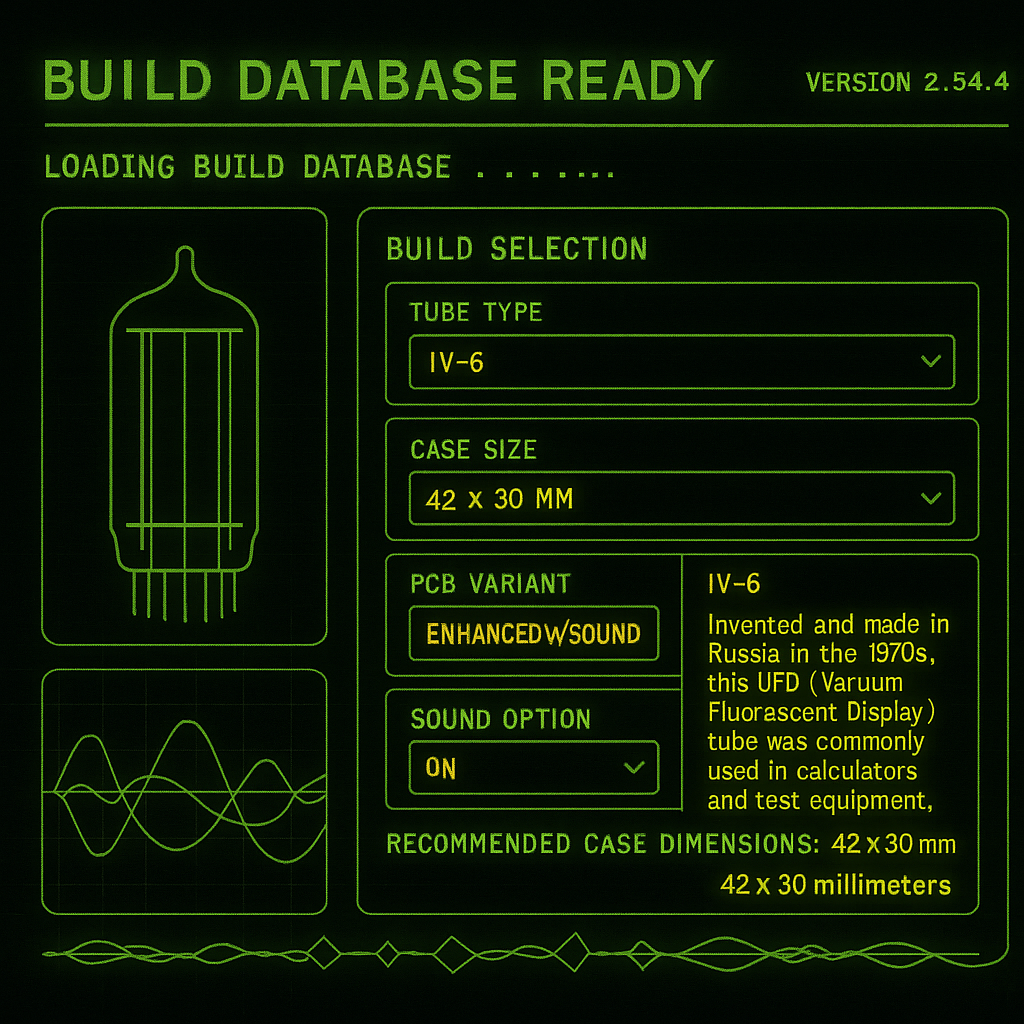 BUILD DATABASE READY
VERSION 2.54.4
LOADING BUILD DATABASE .......
BUILD SELECTION
TUBE TYPE
IV-6
CASE SIZE
42 x 30 MM
PCB VARIANT
ENHANCED W/SOUND
SOUND OPTION
ON
IV-6
Invented and made in
Russia in the 1970s,
this UFD (Varuum
Fluorascent Display)
tube was commonly
used in calculators
and test equipment,
RECOMMENDED CASE DIMENSIONS: 42 x 30 mm
42 x 30 millimeters